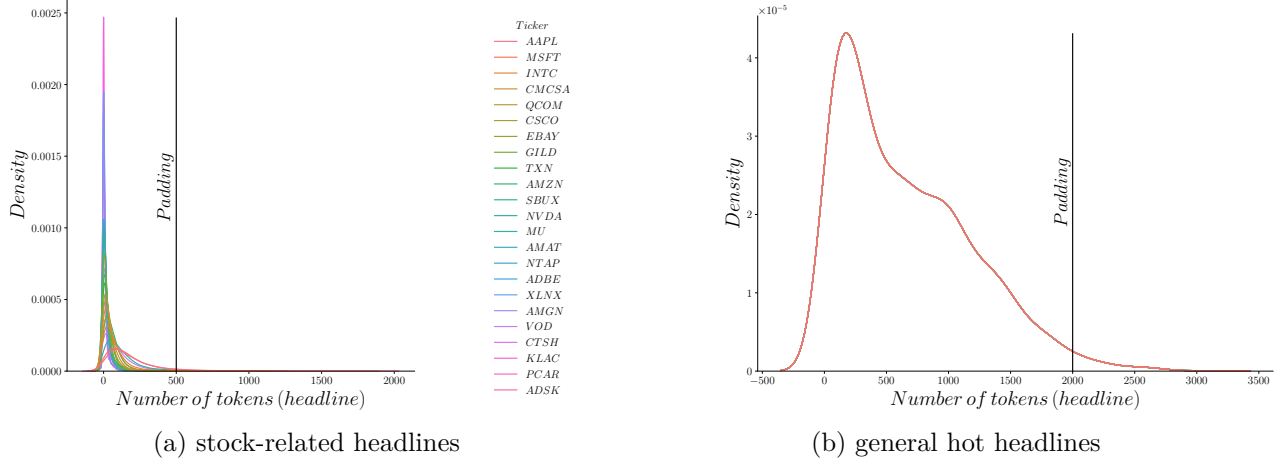 0.0025
0.0020
0.0015
0.0010
0.0005
0.0000
Density
Padding
0
500
1000
1500
2000
Number of tokens (headline)
Ticker
AAPL
MSFT
INTC
CMCSA
QCOM
CSCO
EBAY
GILD
TXN
AMZN
SBUX
NVDA
MU
AMAT
NTAP
ADBE
XLNX
AMGN
VOD
CTSH
KLAC
PCAR
ADSK
(a) stock-related headlines
×10⁻⁵
4
3
2
1
0
Density
Padding
−500
0
500
1000
1500
2000
2500
3000
3500
Number of tokens (headline)
(b) general hot headlines